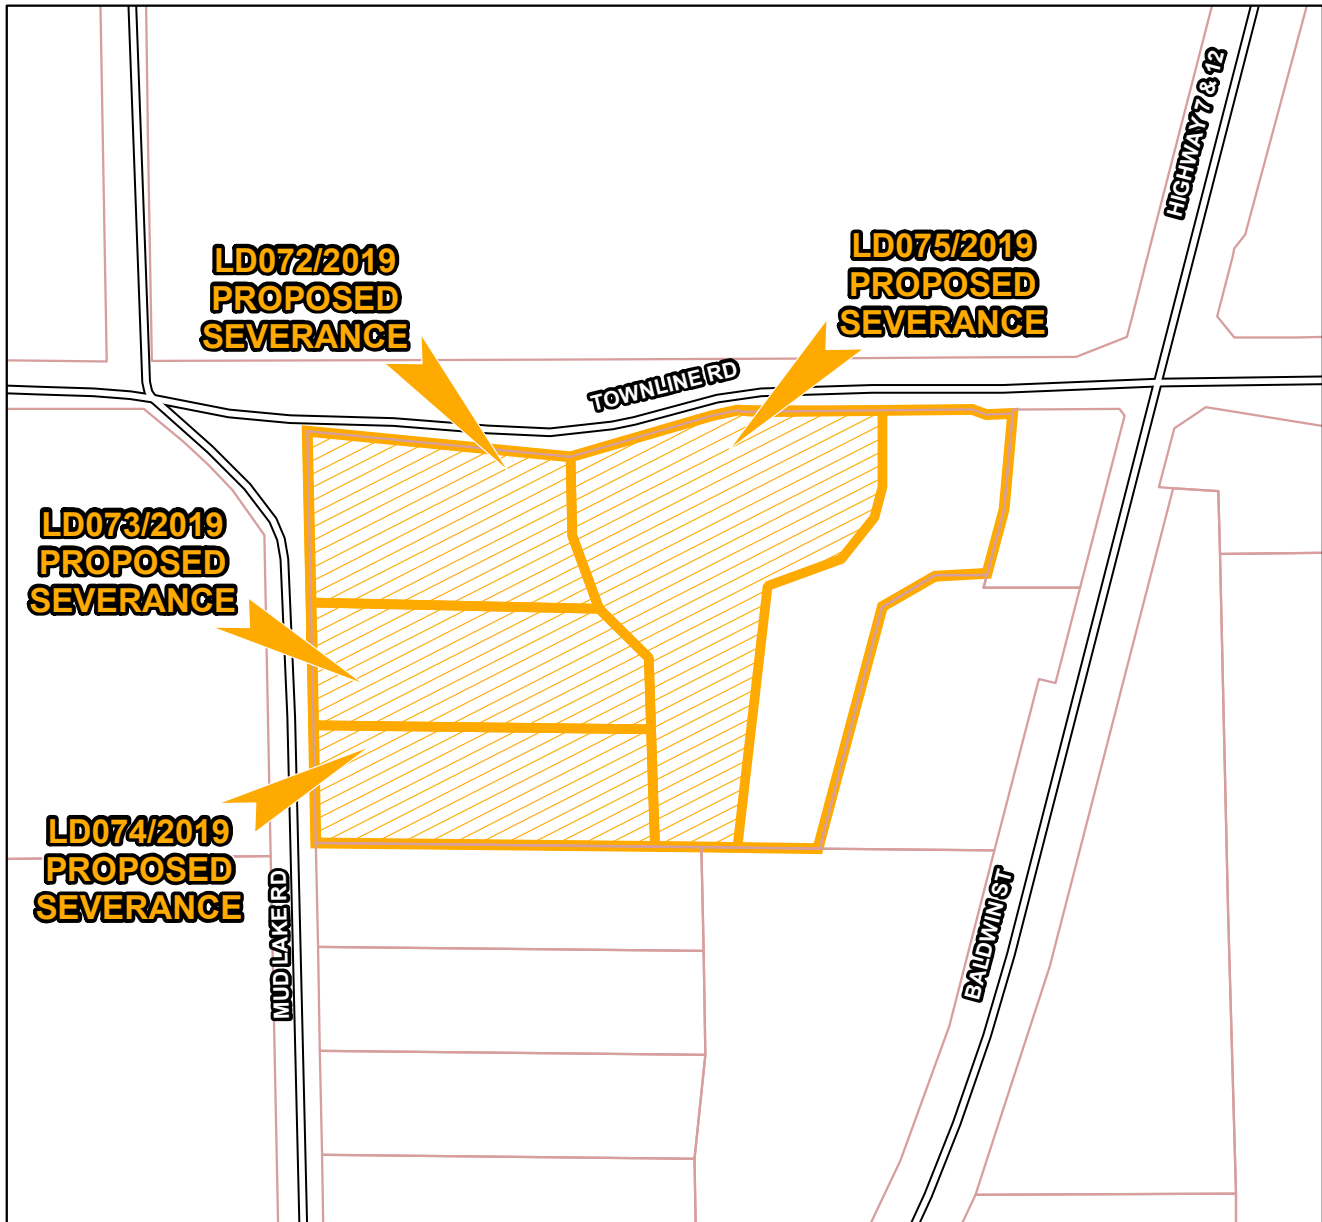 HIGHWAY 7 & 12
LD072/2019
PROPOSED
SEVERANCE
LD075/2019
PROPOSED
SEVERANCE
TOWNLINE RD
LD073/2019
PROPOSED
SEVERANCE
LD074/2019
PROPOSED
SEVERANCE
MUD LAKE RD
BALDWIN ST